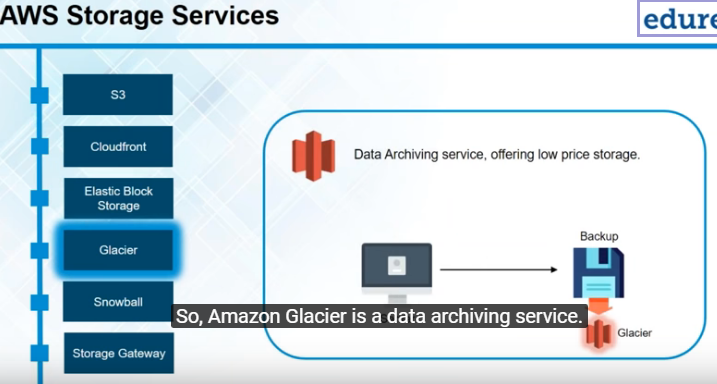 AWS Storage Services
edure
S3
Cloudfront
Elastic Block
Storage
Glacier
Snowball
Storage Gateway
Data Archiving service, offering low price storage.
Backup
So, Amazon Glacier is a data archiving service.
Glacier